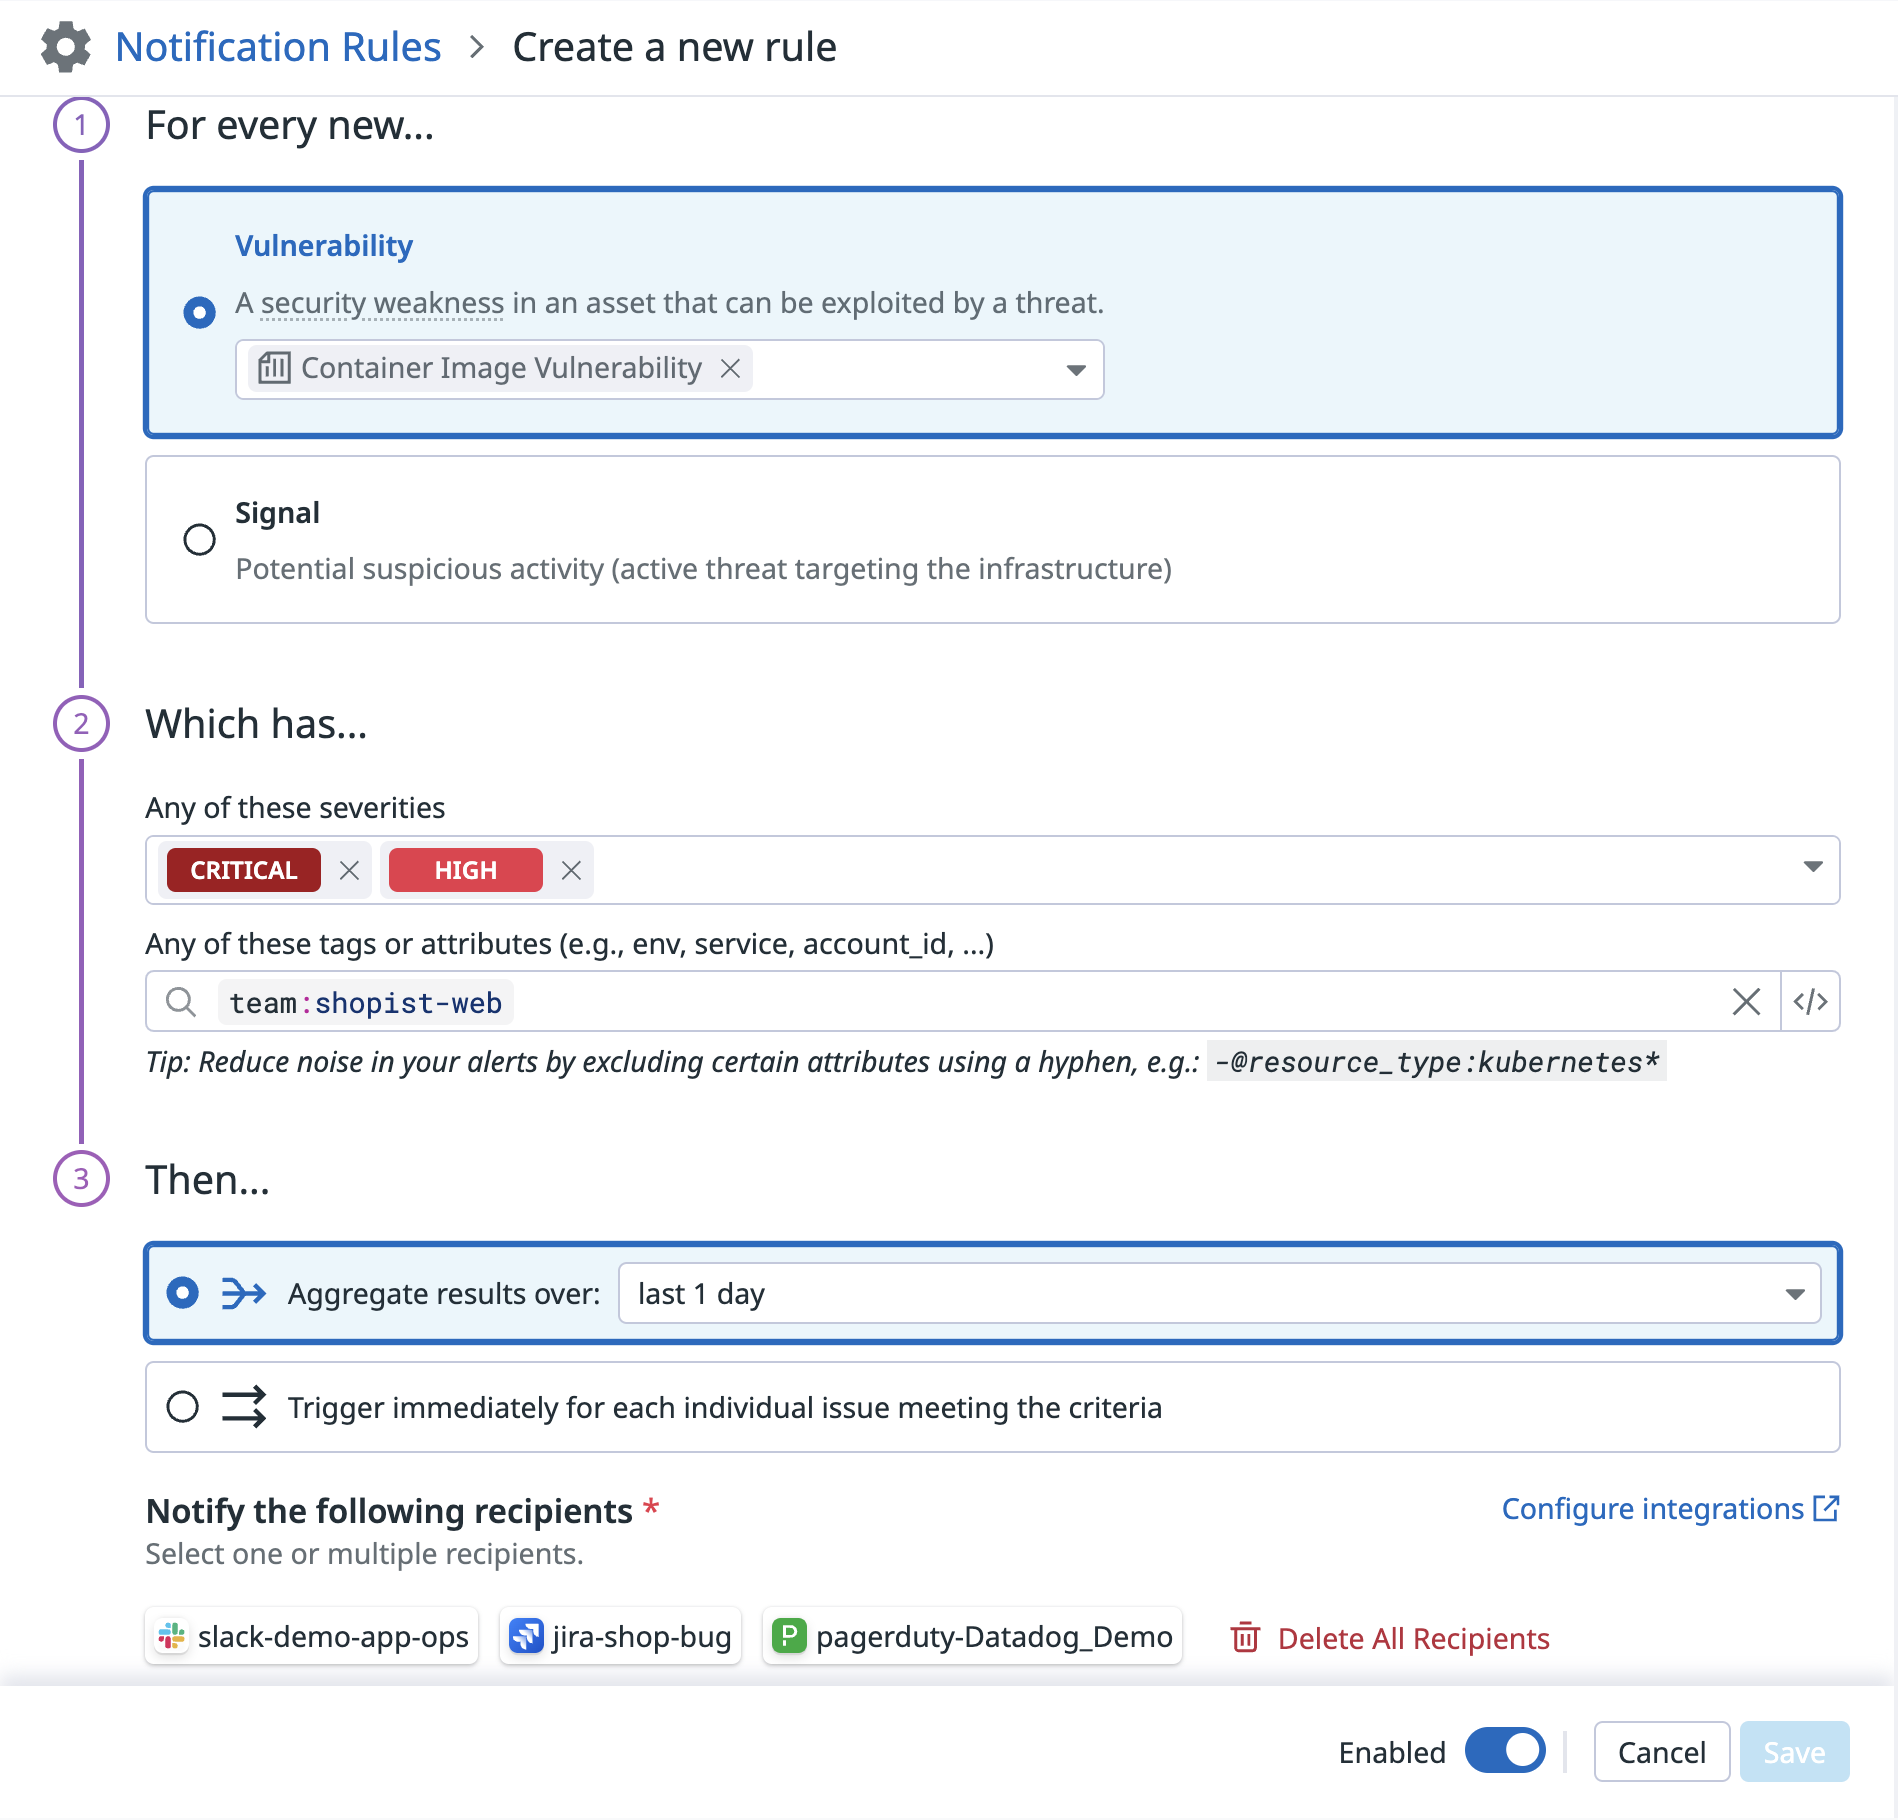 Notification Rules > Create a new rule
1 For every new...
Vulnerability
A security weakness in an asset that can be exploited by a threat.
Container Image Vulnerability
Signal
Potential suspicious activity (active threat targeting the infrastructure)
2 Which has...
Any of these severities
CRITICAL HIGH
Any of these tags or attributes (e.g., env, service, account_id, ...)
team:shopist-web </>
Tip: Reduce noise in your alerts by excluding certain attributes using a hyphen, e.g.: -@resource_type:kubernetes*
3 Then...
Aggregate results over: last 1 day
Trigger immediately for each individual issue meeting the criteria
Notify the following recipients * Configure integrations
Select one or multiple recipients.
slack-demo-app-ops jira-shop-bug P pagerduty-Datadog_Demo Delete All Recipients
Enabled Cancel Save